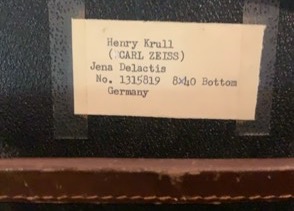 Henry Krull
(CARL ZEISS)
Jena Delactis
No. 1315819 8x40 Bottom
Germany